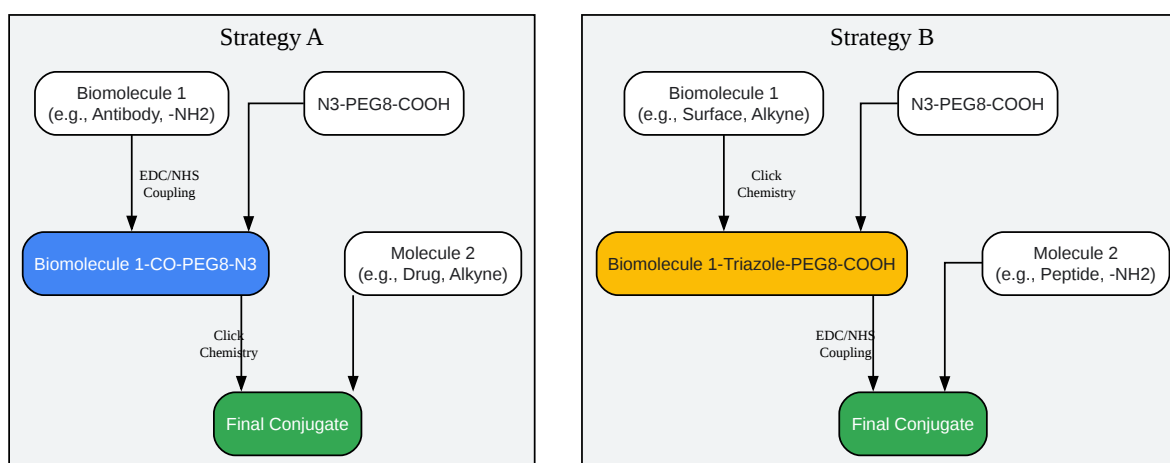 Strategy A
Biomolecule 1
(e.g., Antibody, -NH2)
N3-PEG8-COOH
EDC/NHS
Coupling
Biomolecule 1-CO-PEG8-N3
Molecule 2
(e.g., Drug, Alkyne)
Click
Chemistry
Final Conjugate
Strategy B
Biomolecule 1
(e.g., Surface, Alkyne)
N3-PEG8-COOH
Click
Chemistry
Biomolecule 1-Triazole-PEG8-COOH
Molecule 2
(e.g., Peptide, -NH2)
EDC/NHS
Coupling
Final Conjugate